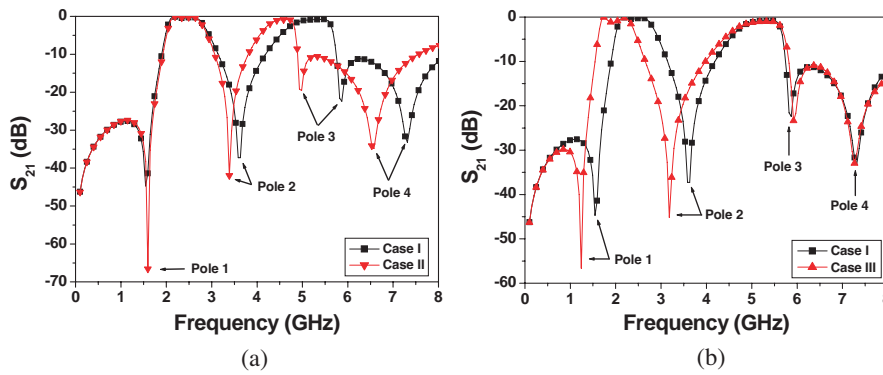 0
-10
-20
-30
-40
-50
-60
-70
S21 (dB)
0 1 2 3 4 5 6 7 8
Frequency (GHz)
Pole 1
Pole 2
Pole 3
Pole 4
Case I
Case II
(a)
0
-10
-20
-30
-40
-50
-60
S21 (dB)
0 1 2 3 4 5 6 7
Frequency (GHz)
Pole 1
Pole 2
Pole 3
Pole 4
Case I
Case III
(b)